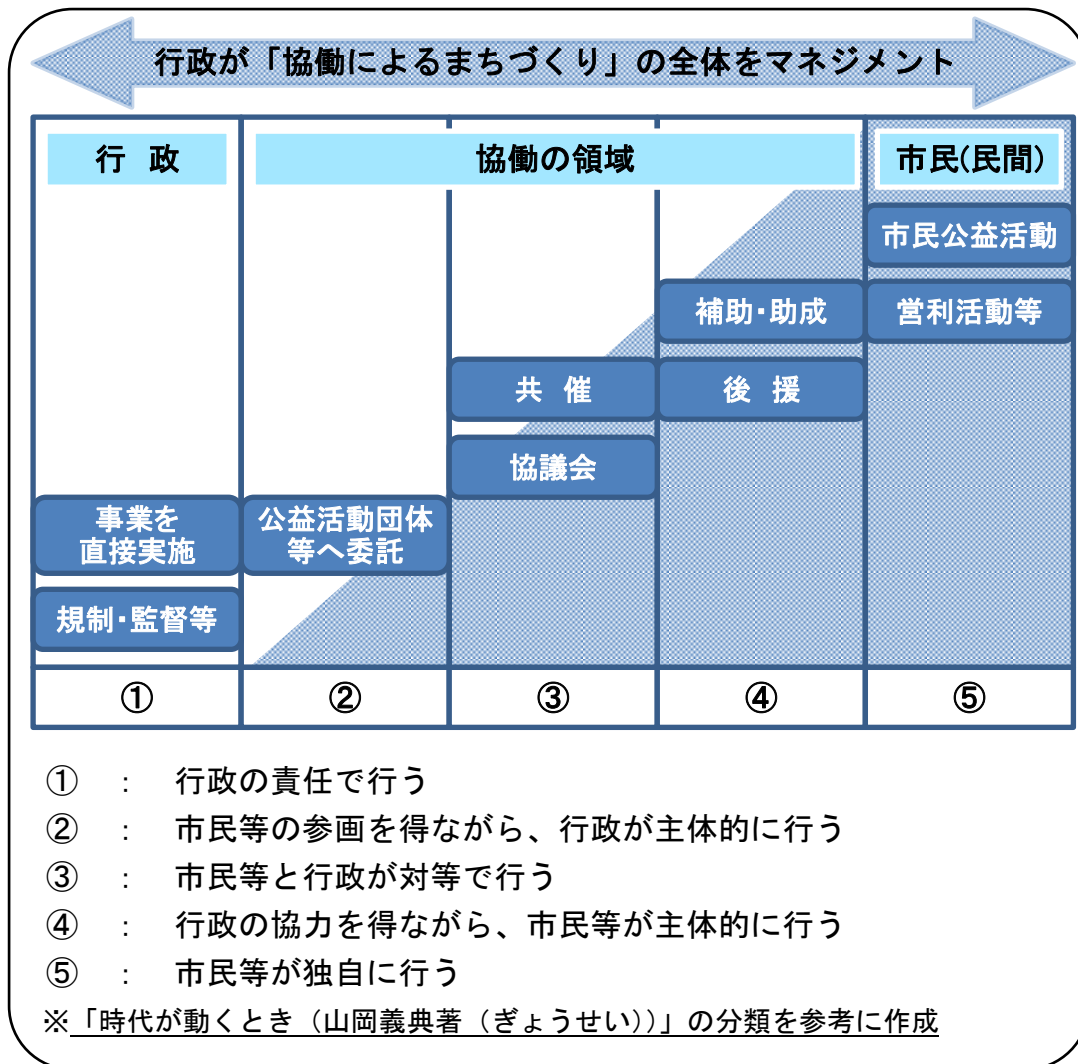 行政が「協働によるまちづくり」の全体をマネジメント
行 政
協働の領域
市民(民間)
市民公益活動
補助・助成
営利活動等
共 催
後 援
協議会
事業を
直接実施
公益活動団体
等へ委託
規制・監督等
①
②
③
④
⑤
① : 行政の責任で行う
② : 市民等の参画を得ながら、行政が主体的に行う
③ : 市民等と行政が対等で行う
④ : 行政の協力を得ながら、市民等が主体的に行う
⑤ : 市民等が独自に行う
※「時代が動くとき(山岡義典著(ぎょうせい))」の分類を参考に作成